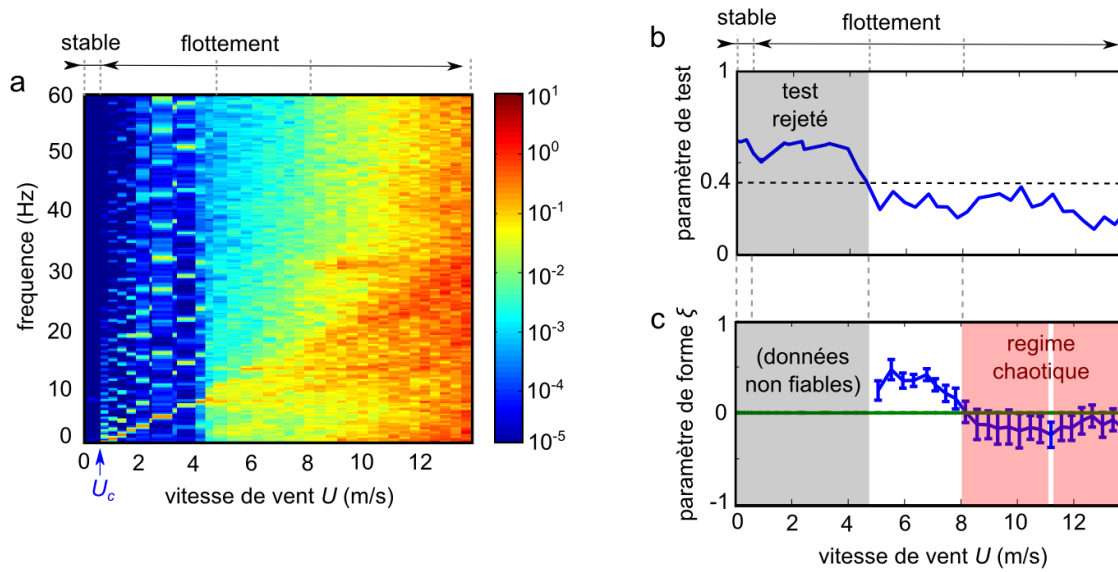 stable
flottement
a
60
50
40
30
20
10
0
frequence (Hz)
0 2 4 6 8 10 12
U_c
vitesse de vent U (m/s)
10^1
10^0
10^-1
10^-2
10^-3
10^-4
10^-5
b
stable
flottement
1
0.4
0
paramètre de test
test
rejeté
c
1
0
-1
paramètre de forme ξ
(données
non fiables)
regime
chaotique
0 2 4 6 8 10 12
vitesse de vent U (m/s)